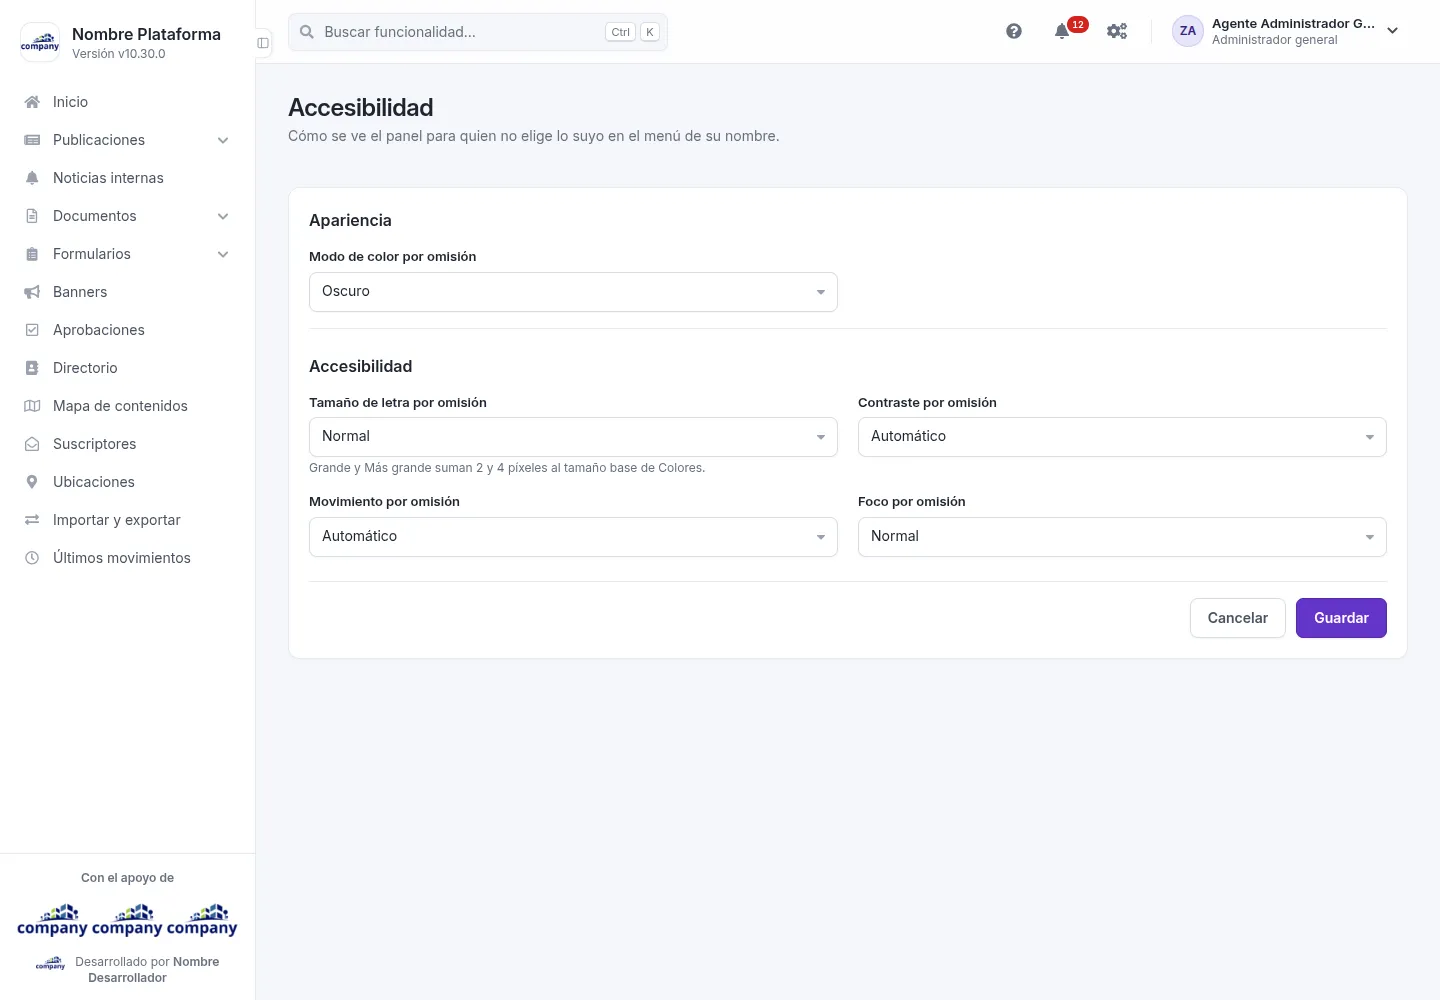 company
Nombre Plataforma
Versión v10.30.0
Inicio
Publicaciones
Noticias internas
Documentos
Formularios
Banners
Aprobaciones
Directorio
Mapa de contenidos
Suscriptores
Ubicaciones
Importar y exportar
Últimos movimientos
Con el apoyo de
company company company
company
Desarrollado por Nombre
Desarrollador
Buscar funcionalidad... Ctrl K
12
ZA
Agente Administrador G...
Administrador general
Accesibilidad
Cómo se ve el panel para quien no elige lo suyo en el menú de su nombre.
Apariencia
Modo de color por omisión
Oscuro
Accesibilidad
Tamaño de letra por omisión
Normal
Grande y Más grande suman 2 y 4 píxeles al tamaño base de Colores.
Contraste por omisión
Automático
Movimiento por omisión
Automático
Foco por omisión
Normal
Cancelar
Guardar